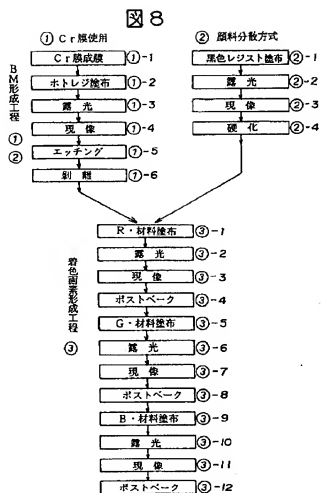 図8
① Cr膜使用
② 顔料分散方式
BM形成工程
①
②
Cr膜成膜 ①-1
ホトレジ塗布 ①-2
露光 ①-3
現像 ①-4
エッチング ①-5
剥離 ①-6
黒色レジスト塗布 ②-1
露光 ②-2
現像 ②-3
硬化 ②-4
着色画素形成工程
③
R・材料塗布 ③-1
露光 ③-2
現像 ③-3
ポストベーク ③-4
G・材料塗布 ③-5
露光 ③-6
現像 ③-7
ポストベーク ③-8
B・材料塗布 ③-9
露光 ③-10
現像 ③-11
ポストベーク ③-12